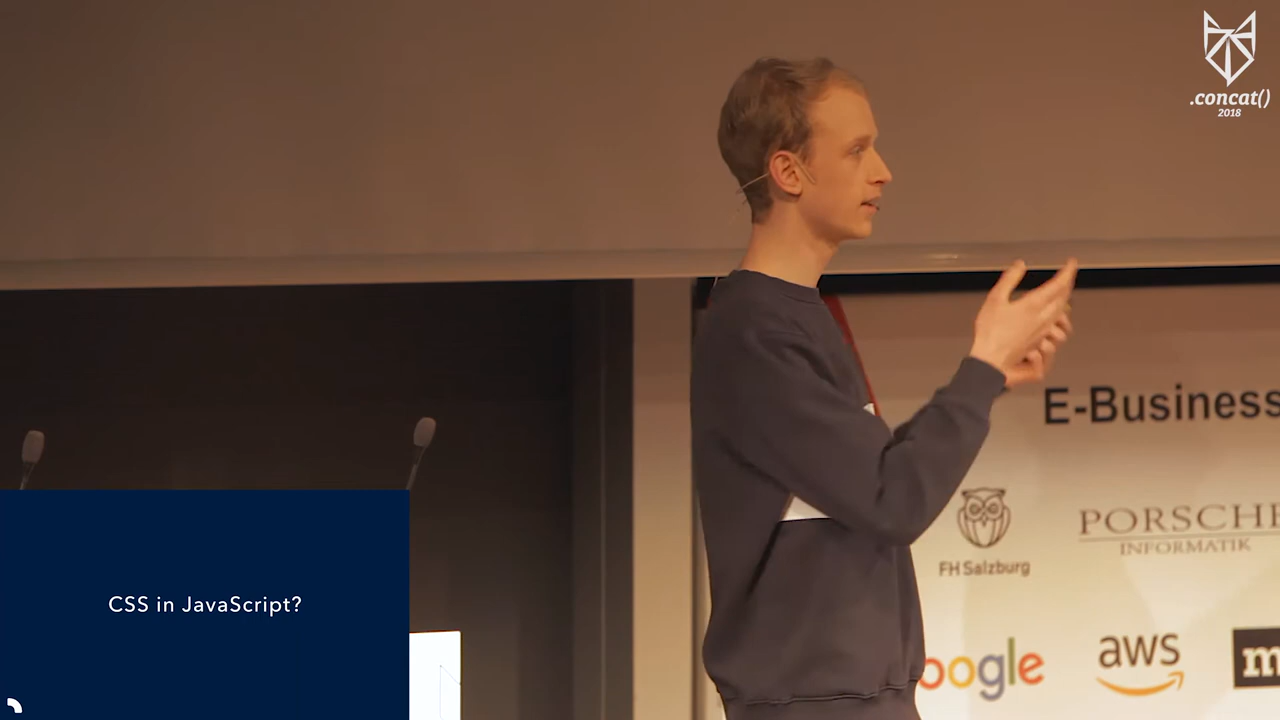 .concat()
2018
E-Business
FH Salzburg
PORSCHE
INFORMATIK
oogle
aws
m
CSS in JavaScript?